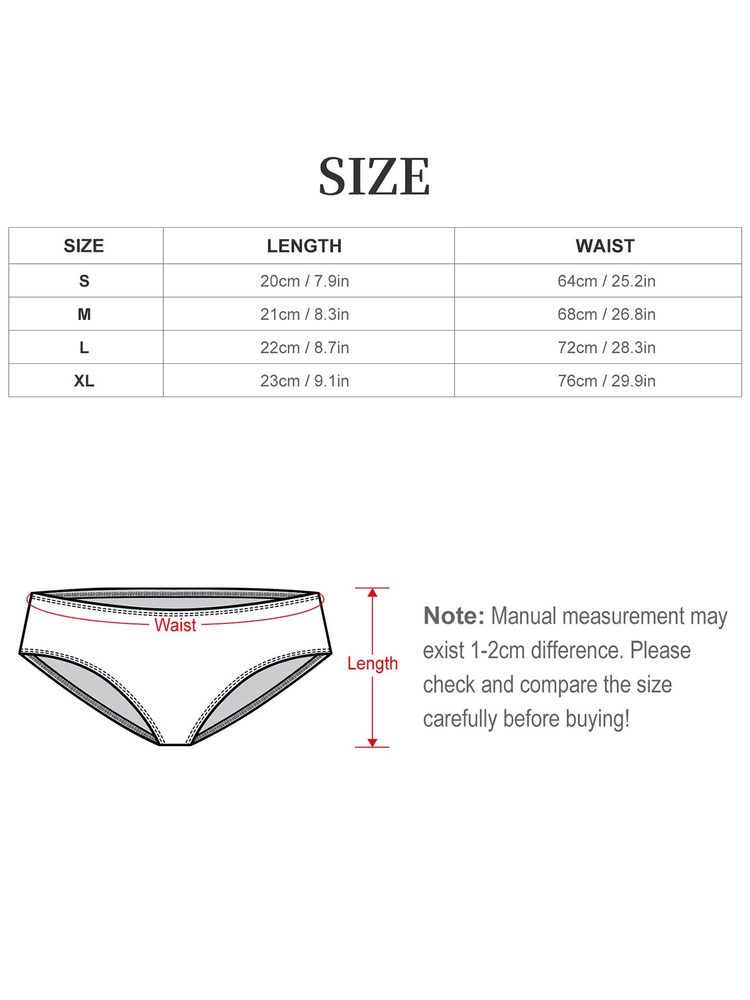 SIZE
SIZE LENGTH WAIST
S 20cm / 7.9in 64cm / 25.2in
M 21cm / 8.3in 68cm / 26.8in
L 22cm / 8.7in 72cm / 28.3in
XL 23cm / 9.1in 76cm / 29.9in
Waist
Length
Note: Manual measurement may
exist 1-2cm difference. Please
check and compare the size
carefully before buying!